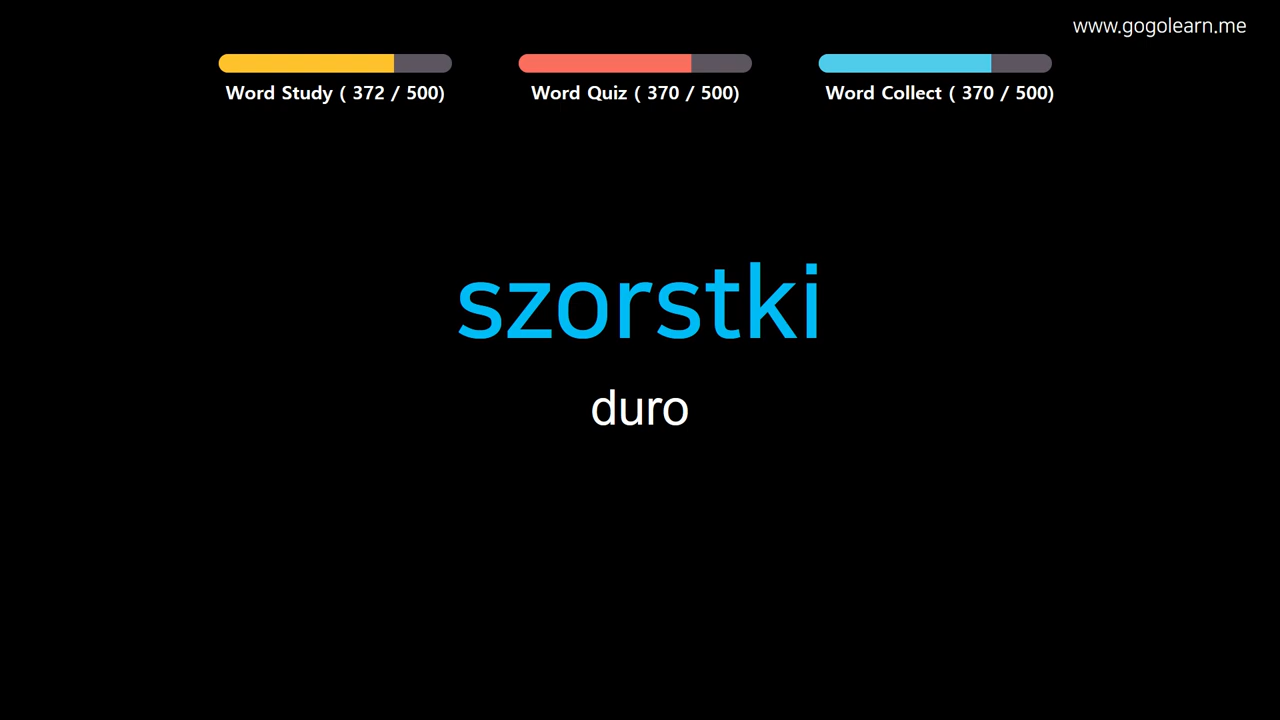 www.gogolearn.me
Word Study ( 372 / 500)
Word Quiz ( 370 / 500)
Word Collect ( 370 / 500)
szorstki
duro